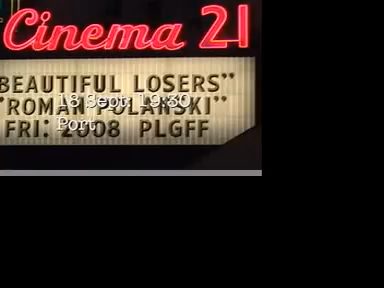 Cinema 21
BEAUTIFUL LOSERS"
"ROMAN POLANSKI"
18 Sept: 19:30
FRI: 2008 PLGFF
Port